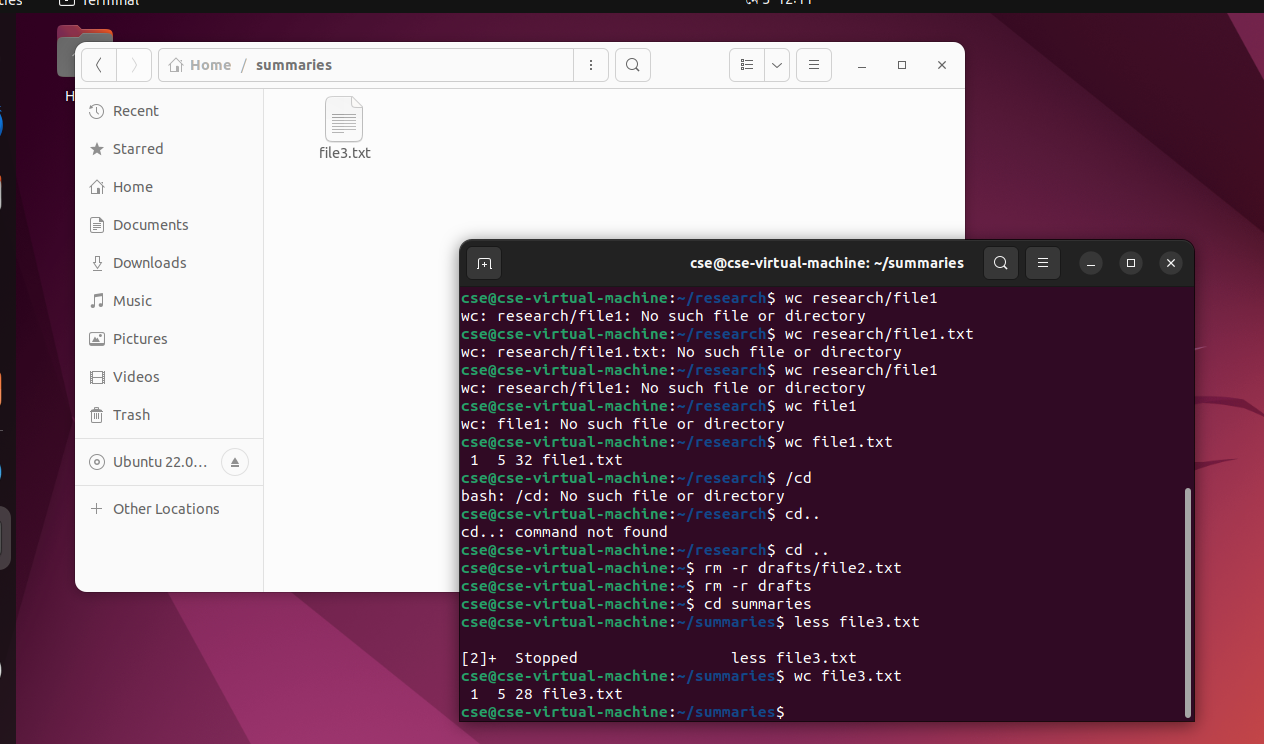 Terminal
12:11
Home / summaries
Recent
Starred
Home
Documents
Downloads
Music
Pictures
Videos
Trash
Ubuntu 22.0…
Other Locations
file3.txt
cse@cse-virtual-machine: ~/summaries
cse@cse-virtual-machine:~/research$ wc research/file1
wc: research/file1: No such file or directory
cse@cse-virtual-machine:~/research$ wc research/file1.txt
wc: research/file1.txt: No such file or directory
cse@cse-virtual-machine:~/research$ wc research/file1
wc: research/file1: No such file or directory
cse@cse-virtual-machine:~/research$ wc file1
wc: file1: No such file or directory
cse@cse-virtual-machine:~/research$ wc file1.txt
1 5 32 file1.txt
cse@cse-virtual-machine:~/research$ /cd
bash: /cd: No such file or directory
cse@cse-virtual-machine:~/research$ cd..
cd..: command not found
cse@cse-virtual-machine:~/research$ cd ..
cse@cse-virtual-machine:~$ rm -r drafts/file2.txt
cse@cse-virtual-machine:~$ rm -r drafts
cse@cse-virtual-machine:~$ cd summaries
cse@cse-virtual-machine:~/summaries$ less file3.txt
[2]+ Stopped less file3.txt
cse@cse-virtual-machine:~/summaries$ wc file3.txt
1 5 28 file3.txt
cse@cse-virtual-machine:~/summaries$